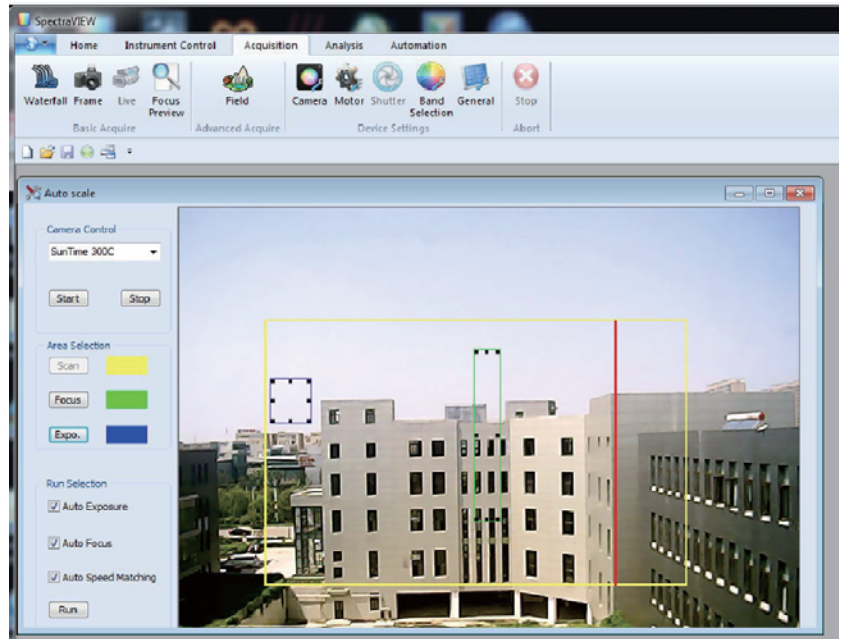 SpectraVIEW
Home Instrument Control Acquisition Analysis Automation
Waterfall Frame Live Focus Preview Field Camera Motor Shutter Band Selection General Stop
Basic Acquire Advanced Acquire Device Settings Abort
Auto scale
Camera Control
SunTime 300C
Start Stop
Area Selection
Scan
Focus
Expo.
Run Selection
Auto Exposure
Auto Focus
Auto Speed Matching
Run